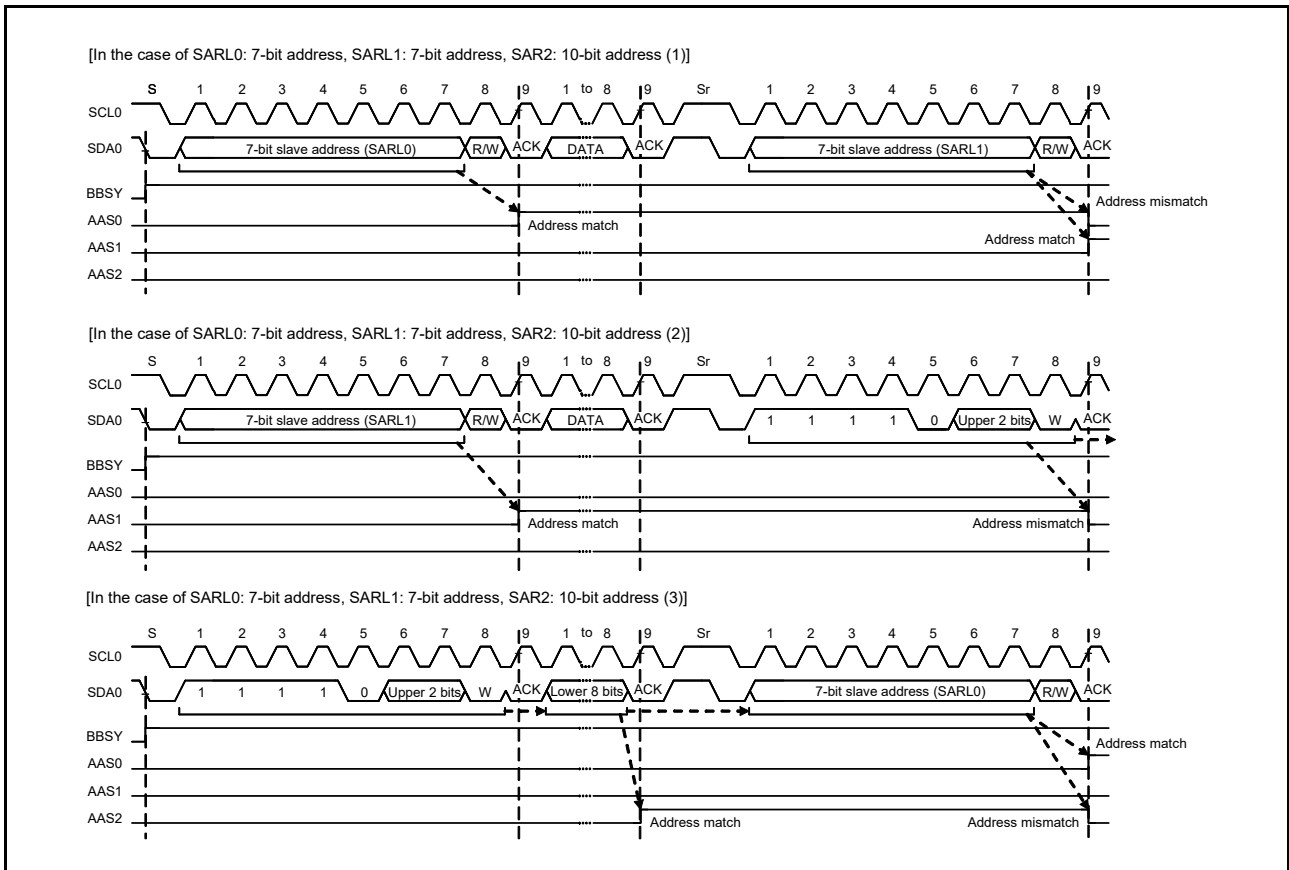 [In the case of SARL0: 7-bit address, SARL1: 7-bit address, SAR2: 10-bit address (1)]
S 1 2 3 4 5 6 7 8 9 1 to 8 9 Sr 1 2 3 4 5 6 7 8 9
SCL0
SDA0 7-bit slave address (SARL0) R/W ACK DATA ACK 7-bit slave address (SARL1) R/W ACK
BBSY
Address mismatch
AAS0 Address match
AAS1 Address match
AAS2
[In the case of SARL0: 7-bit address, SARL1: 7-bit address, SAR2: 10-bit address (2)]
S 1 2 3 4 5 6 7 8 9 1 to 8 9 Sr 1 2 3 4 5 6 7 8 9
SCL0
SDA0 7-bit slave address (SARL1) R/W ACK DATA ACK 1 1 1 1 0 Upper 2 bits W ACK
BBSY
AAS0
AAS1 Address match Address mismatch
AAS2
[In the case of SARL0: 7-bit address, SARL1: 7-bit address, SAR2: 10-bit address (3)]
S 1 2 3 4 5 6 7 8 9 1 to 8 9 Sr 1 2 3 4 5 6 7 8 9
SCL0
SDA0 1 1 1 1 0 Upper 2 bits W ACK Lower 8 bits ACK 7-bit slave address (SARL0) R/W ACK
BBSY
Address match
AAS0
AAS1
AAS2 Address match Address mismatch